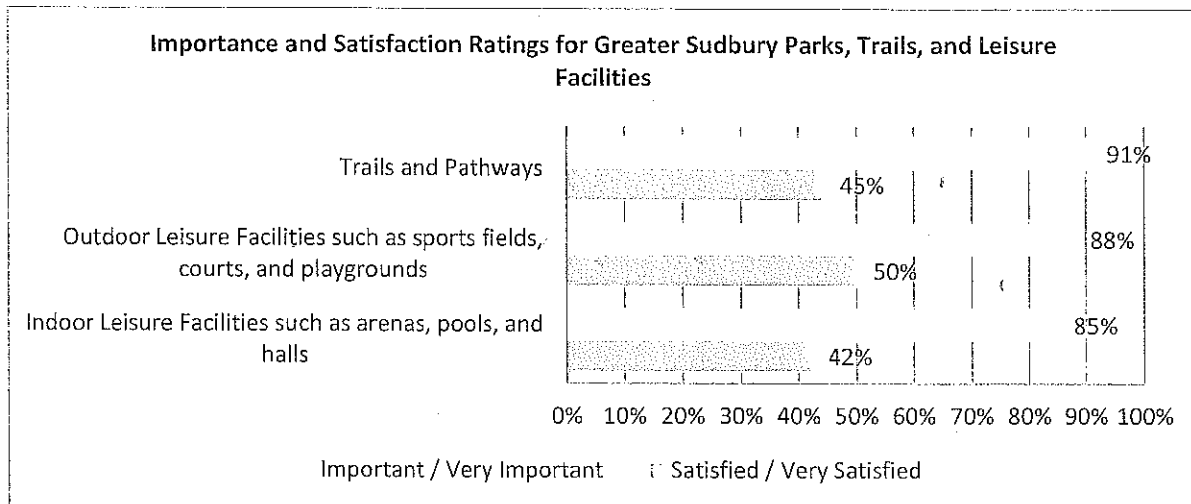 Importance and Satisfaction Ratings for Greater Sudbury Parks, Trails, and Leisure
Facilities
91%
Trails and Pathways
45%
Outdoor Leisure Facilities such as sports fields,
courts, and playgrounds
88%
50%
Indoor Leisure Facilities such as arenas, pools, and
halls
85%
42%
0% 10% 20% 30% 40% 50% 60% 70% 80% 90% 100%
Important / Very Important Satisfied / Very Satisfied